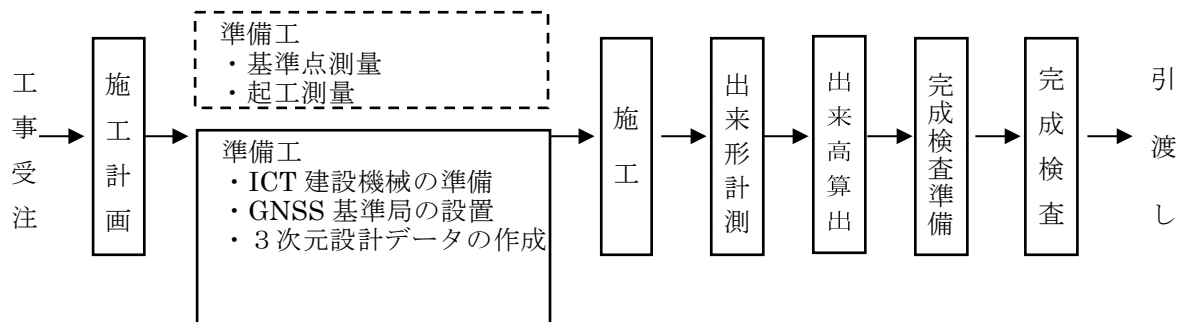 工事受注
施工計画
準備工
・基準点測量
・起工測量
準備工
・ICT 建設機械の準備
・GNSS 基準局の設置
・３次元設計データの作成
施工
出来形計測
出来高算出
完成検査準備
完成検査
引渡し